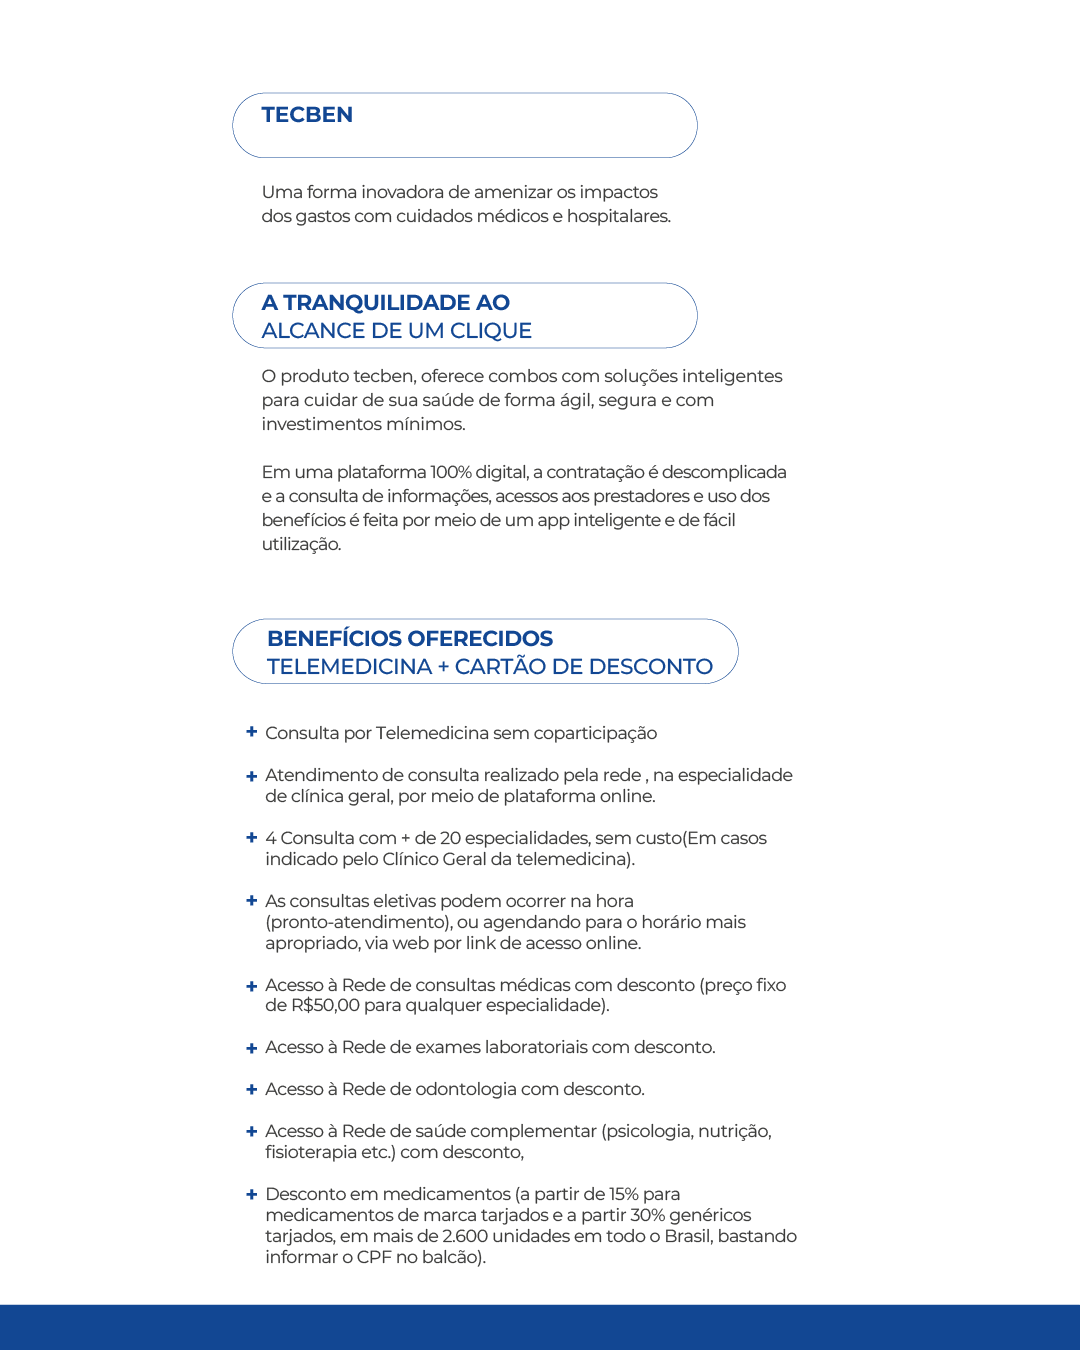 TECBEN
Uma forma inovadora de amenizar os impactos
dos gastos com cuidados médicos e hospitalares.
A TRANQUILIDADE AO
ALCANCE DE UM CLIQUE
O produto tecben, oferece combos com soluções inteligentes
para cuidar de sua saúde de forma ágil, segura e com
investimentos mínimos.
Em uma plataforma 100% digital, a contratação é descomplicada
e a consulta de informações, acessos aos prestadores e uso dos
benefícios é feita por meio de um app inteligente e de fácil
utilização.
BENEFÍCIOS OFERECIDOS
TELEMEDICINA + CARTÃO DE DESCONTO
+ Consulta por Telemedicina sem coparticipação
+ Atendimento de consulta realizado pela rede , na especialidade
de clínica geral, por meio de plataforma online.
+ 4 Consulta com + de 20 especialidades, sem custo(Em casos
indicado pelo Clínico Geral da telemedicina).
+ As consultas eletivas podem ocorrer na hora
(pronto-atendimento), ou agendando para o horário mais
apropriado, via web por link de acesso online.
+ Acesso à Rede de consultas médicas com desconto (preço fixo
de R$50,00 para qualquer especialidade).
+ Acesso à Rede de exames laboratoriais com desconto.
+ Acesso à Rede de odontologia com desconto.
+ Acesso à Rede de saúde complementar (psicologia, nutrição,
fisioterapia etc.) com desconto,
+ Desconto em medicamentos (a partir de 15% para
medicamentos de marca tarjados e a partir 30% genéricos
tarjados, em mais de 2.600 unidades em todo o Brasil, bastando
informar o CPF no balcão).